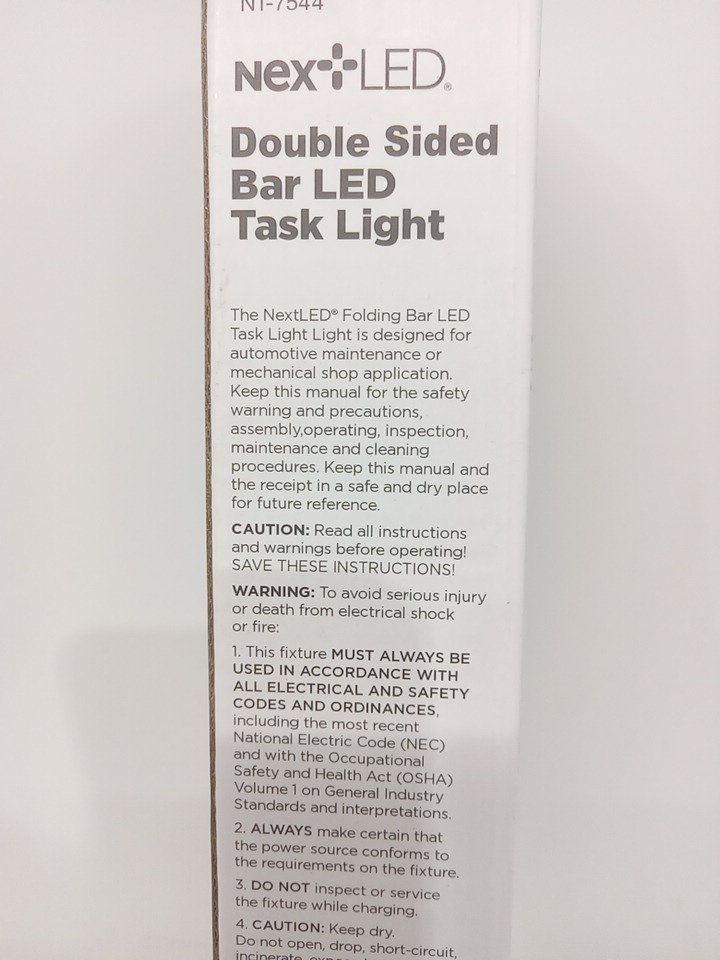 NT-7544
NEXTLED®
Double Sided
Bar LED
Task Light
The NextLED® Folding Bar LED
Task Light Light is designed for
automotive maintenance or
mechanical shop application.
Keep this manual for the safety
warning and precautions,
assembly,operating, inspection,
maintenance and cleaning
procedures. Keep this manual and
the receipt in a safe and dry place
for future reference.
CAUTION: Read all instructions
and warnings before operating!
SAVE THESE INSTRUCTIONS!
WARNING: To avoid serious injury
or death from electrical shock
or fire:
1. This fixture MUST ALWAYS BE
USED IN ACCORDANCE WITH
ALL ELECTRICAL AND SAFETY
CODES AND ORDINANCES,
including the most recent
National Electric Code (NEC)
and with the Occupational
Safety and Health Act (OSHA)
Volume 1 on General Industry
Standards and interpretations.
2. ALWAYS make certain that
the power source conforms to
the requirements on the fixture.
3. DO NOT inspect or service
the fixture while charging.
4. CAUTION: Keep dry.
Do not open, drop, short-circuit,
incinerate,